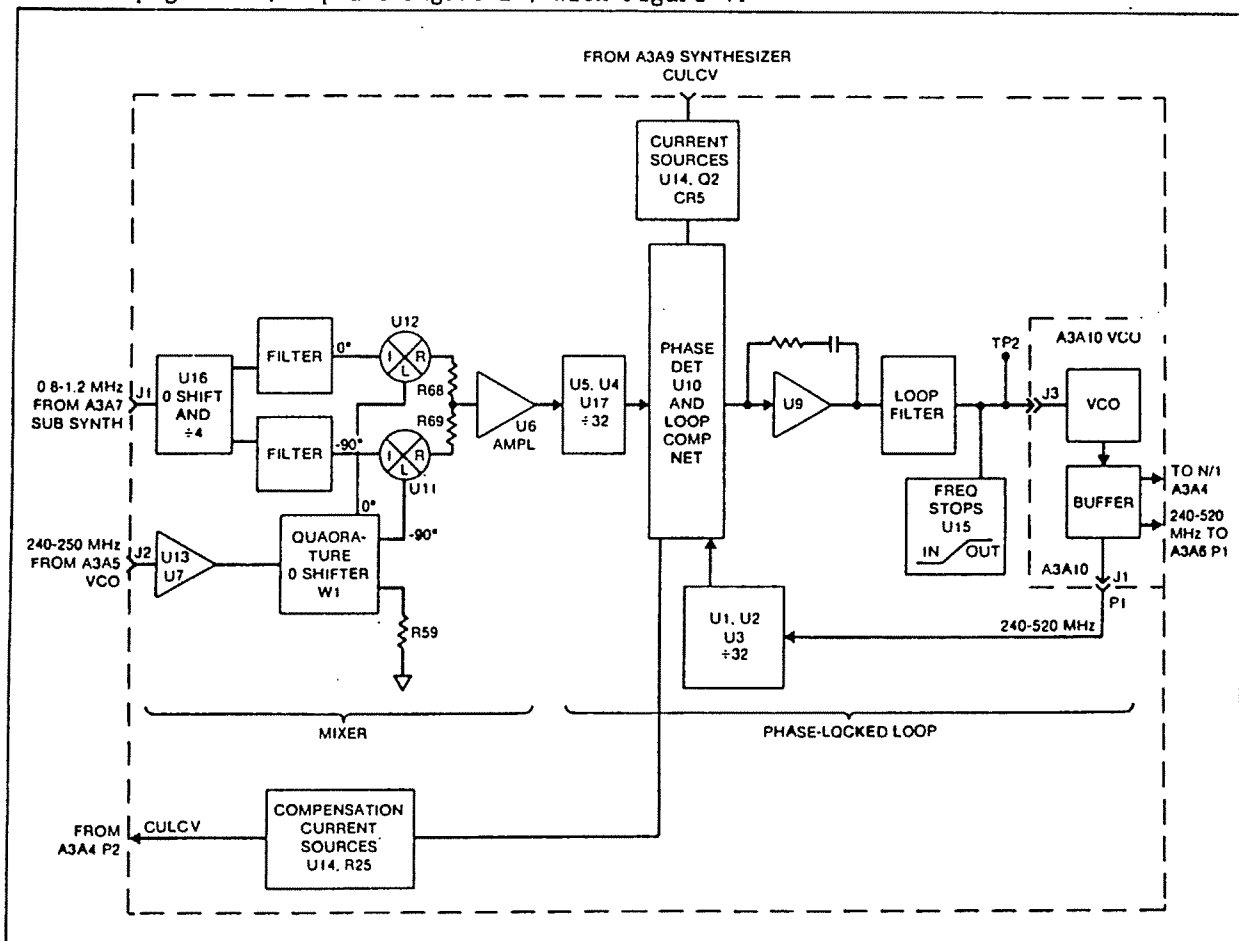 FROM A3A9 SYNTHESIZER
CULCV
CURRENT
SOURCES
U14, Q2
CR5
U12
I R
L
FILTER
0°
R68
0 8-1.2 MHz
FROM A3A7
SUB SYNTH
J1
U16
0 SHIFT
AND
÷4
FILTER
-90°
R69
I R
L
U11
U6
AMPL
U5, U4
U17
÷32
PHASE
DET
U10
AND
LOOP
COMP
NET
U9
LOOP
FILTER
TP2
J3
A3A10 VCO
VCO
BUFFER
TO N/1
A3A4
240-520
MHz TO
A3A6 P1
FREQ
STOPS
U15
IN OUT
A3A10
J1
P1
0°
-90°
240-250 MHz
FROM A3A5
VCO
J2
U13
U7
QUADRA-
TURE
0 SHIFTER
W1
R59
U1, U2
U3
÷32
240-520 MHz
MIXER
PHASE-LOCKED LOOP
FROM
A3A4 P2
CULCV
COMPENSATION
CURRENT
SOURCES
U14, R25